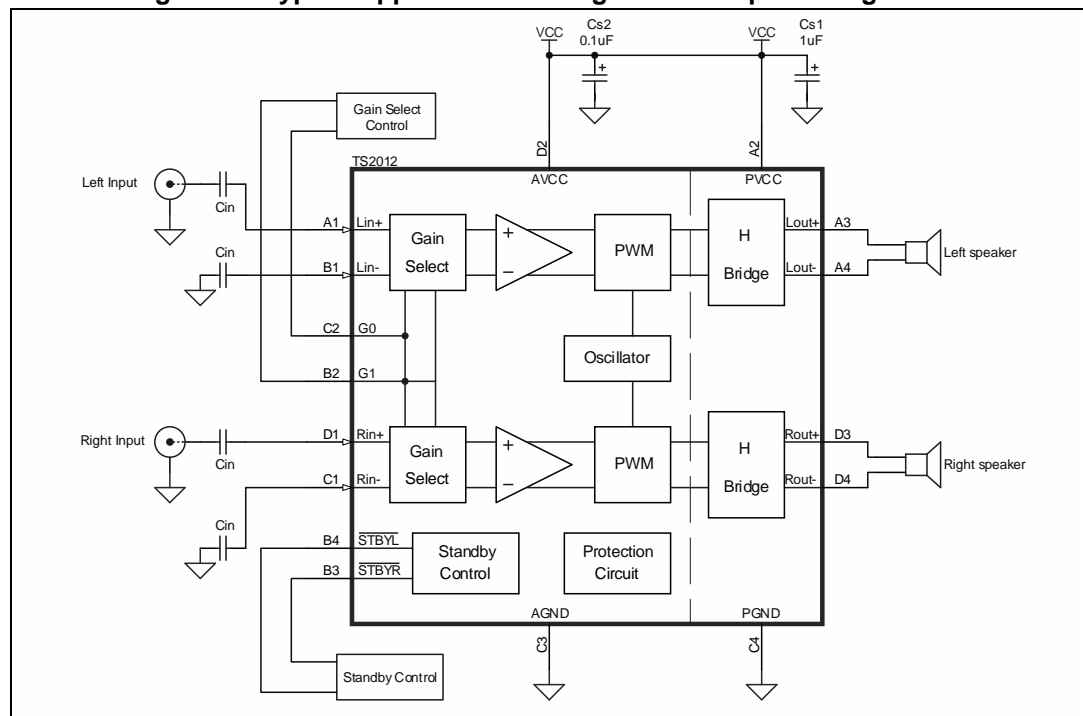 VCC
Cs2
0.1uF
VCC
Cs1
1uF
+
+
Gain Select
Control
D2
A2
TS2012
AVCC
PVCC
Left Input
Cin
A1
Lin+
Gain
Select
+
−
PWM
H
Bridge
Lout+
A3
Lout-
A4
Left speaker
Cin
B1
Lin-
C2
G0
Oscillator
B2
G1
Right Input
Cin
D1
Rin+
Gain
Select
+
−
PWM
H
Bridge
Rout+
D3
Rout-
D4
Right speaker
C1
Rin-
Cin
B4
STBYL
B3
STBYR
Standby
Control
Protection
Circuit
AGND
PGND
C3
C4
Standby Control